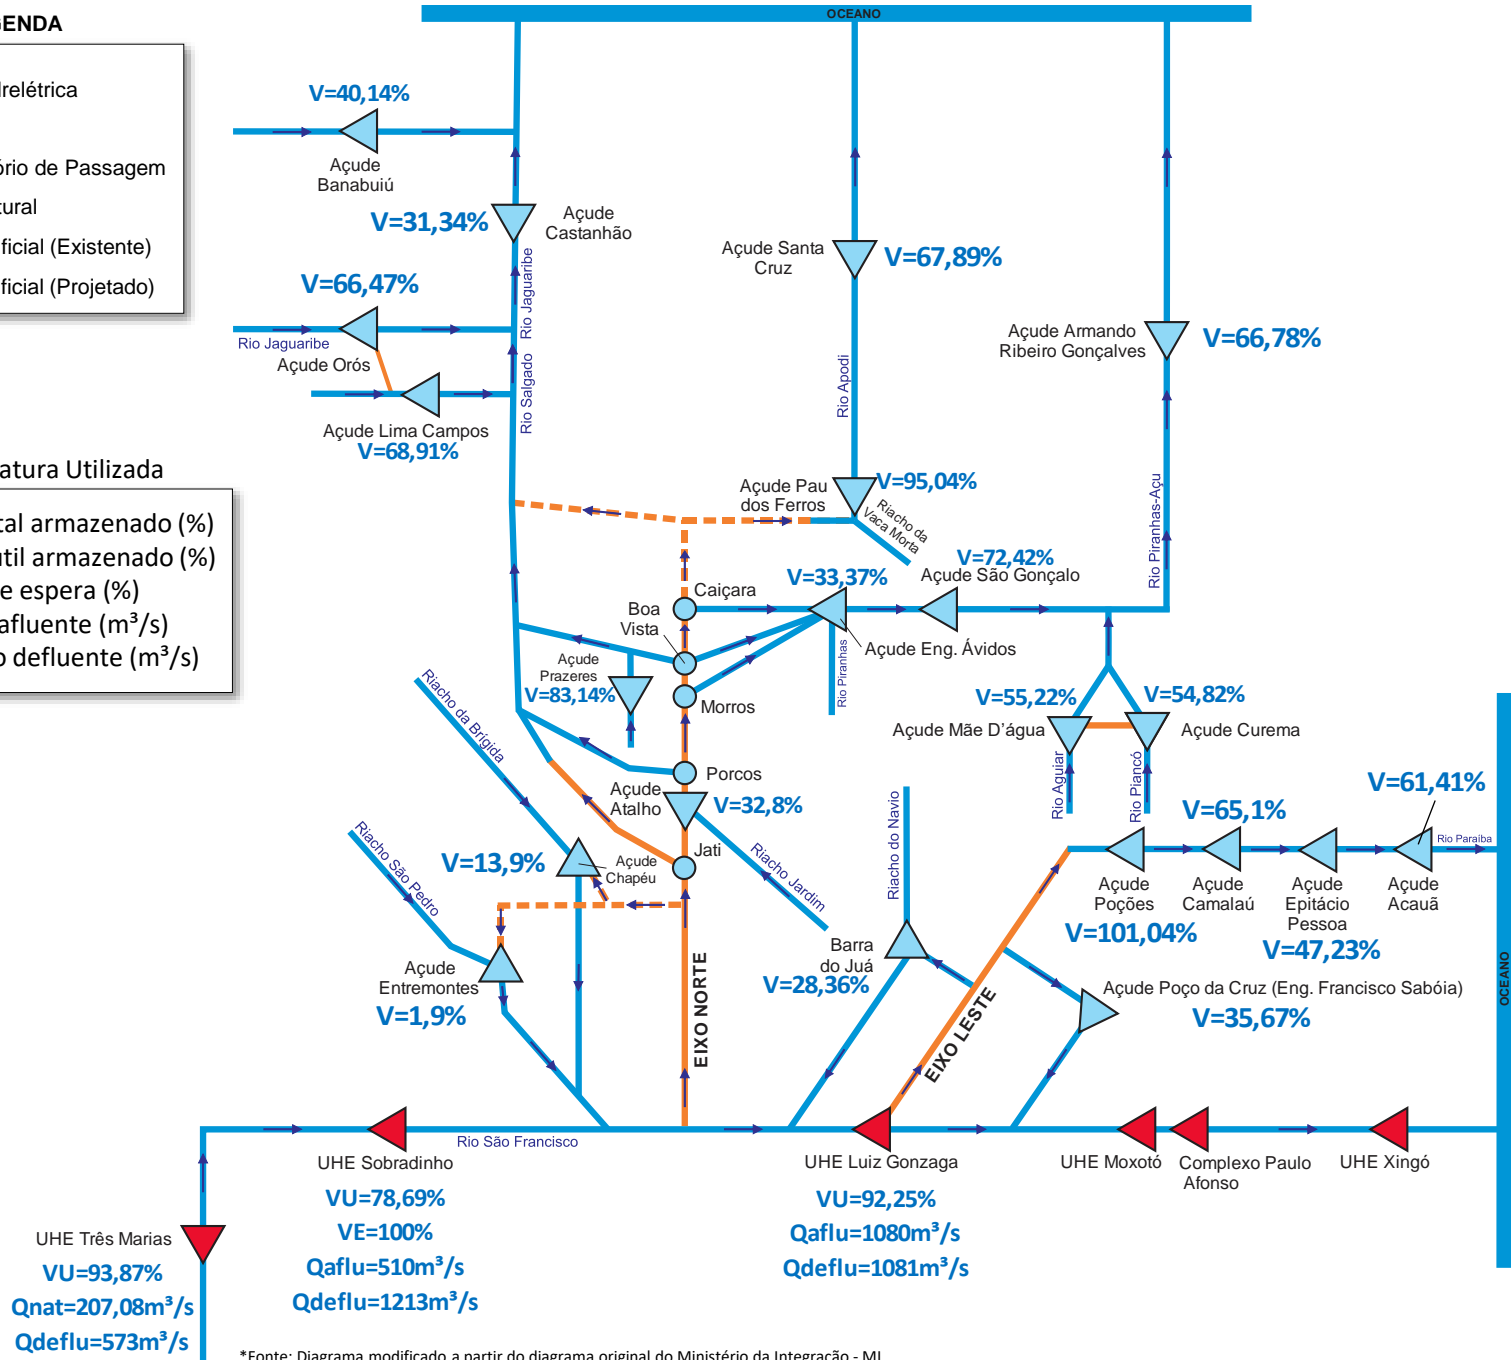 OCEANO
GENDA
drelétrica
ório de Passagem
tural
ificial (Existente)
ificial (Projetado)
V=40,14%
Açude
Banabuiú
V=31,34%
Açude
Castanhão
Rio Jaguaribe
V=66,47%
Rio Jaguaribe
Açude Orós
Rio Salgado
Açude Lima Campos
V=68,91%
Açude Santa
Cruz
V=67,89%
Rio Apodi
Açude Armando
Ribeiro Gonçalves
V=66,78%
Rio Piranhas-Açu
atura Utilizada
tal armazenado (%)
útil armazenado (%)
e espera (%)
afluente (m³/s)
o defluente (m³/s)
Açude Pau
dos Ferros
V=95,04%
Riacho da
Vaca Morta
V=72,42%
Açude São Gonçalo
V=33,37%
Açude Eng. Ávidos
Rio Piranhas
Caiçara
Boa
Vista
Morros
Açude
Prazeres
V=83,14%
Porcos
Açude
Atalho
V=32,8%
Jati
Riacho da Brigida
Riacho São Pedro
V=13,9%
Açude
Chapéu
Riacho Jardim
Açude
Entremontes
V=1,9%
EIXO NORTE
V=55,22%
Açude Mãe D'água
V=54,82%
Açude Curema
Rio Aguiar
Rio Piancó
V=61,41%
V=65,1%
Rio Paraiba
Açude
Poções
V=101,04%
Açude
Camalaú
Açude
Epitácio
Pessoa
V=47,23%
Açude
Acauã
Riacho do Navio
Barra
do Juá
V=28,36%
EIXO LESTE
Açude Poço da Cruz (Eng. Francisco Sabóia)
V=35,67%
OCEANO
Rio São Francisco
UHE Sobradinho
VU=78,69%
VE=100%
Qaflu=510m³/s
Qdeflu=1213m³/s
UHE Luiz Gonzaga
VU=92,25%
Qaflu=1080m³/s
Qdeflu=1081m³/s
UHE Moxotó
Complexo Paulo
Afonso
UHE Xingó
UHE Três Marias
VU=93,87%
Qnat=207,08m³/s
Qdeflu=573m³/s
*Fonte: Diagrama modificado a partir do diagrama original do Ministério da Integração - MI